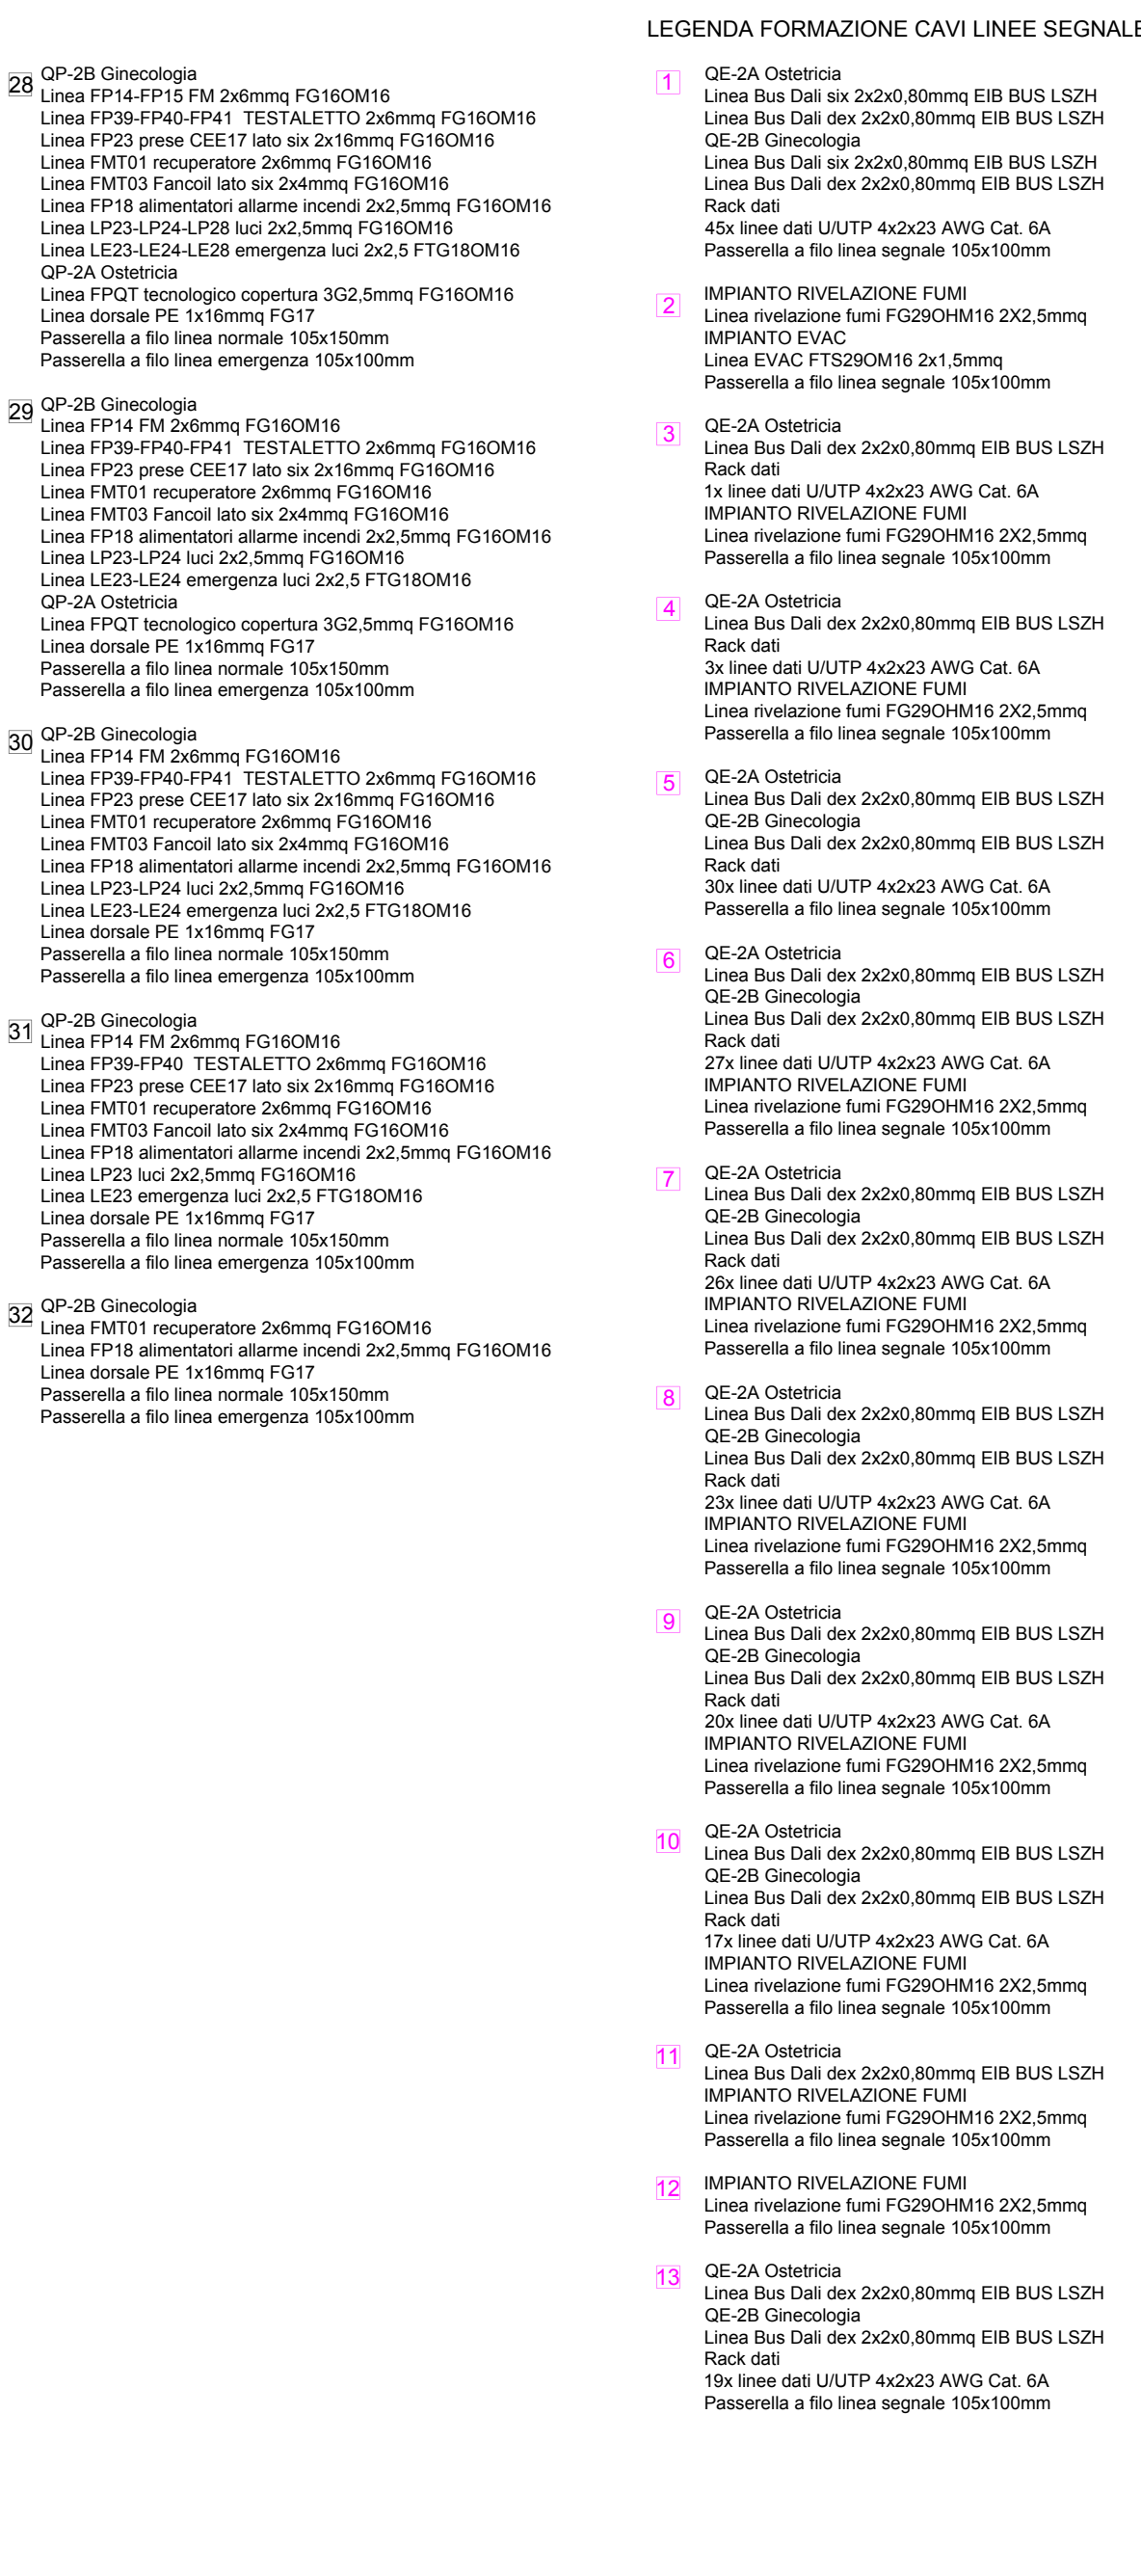 28
QP-2B Ginecologia
Linea FP14-FP15 FM 2x6mmq FG16OM16
Linea FP39-FP40-FP41  TESTALETTO 2x6mmq FG16OM16
Linea FP23 prese CEE17 lato six 2x16mmq FG16OM16
Linea FMT01 recuperatore 2x6mmq FG16OM16
Linea FMT03 Fancoil lato six 2x4mmq FG16OM16
Linea FP18 alimentatori allarme incendi 2x2,5mmq FG16OM16
Linea LP23-LP24-LP28 luci 2x2,5mmq FG16OM16
Linea LE23-LE24-LE28 emergenza luci 2x2,5 FTG18OM16
QP-2A Ostetricia
Linea FPQT tecnologico copertura 3G2,5mmq FG16OM16
Linea dorsale PE 1x16mmq FG17
Passerella a filo linea normale 105x150mm
Passerella a filo linea emergenza 105x100mm
29
QP-2B Ginecologia
Linea FP14 FM 2x6mmq FG16OM16
Linea FP39-FP40-FP41  TESTALETTO 2x6mmq FG16OM16
Linea FP23 prese CEE17 lato six 2x16mmq FG16OM16
Linea FMT01 recuperatore 2x6mmq FG16OM16
Linea FMT03 Fancoil lato six 2x4mmq FG16OM16
Linea FP18 alimentatori allarme incendi 2x2,5mmq FG16OM16
Linea LP23-LP24 luci 2x2,5mmq FG16OM16
Linea LE23-LE24 emergenza luci 2x2,5 FTG18OM16
QP-2A Ostetricia
Linea FPQT tecnologico copertura 3G2,5mmq FG16OM16
Linea dorsale PE 1x16mmq FG17
Passerella a filo linea normale 105x150mm
Passerella a filo linea emergenza 105x100mm
30
QP-2B Ginecologia
Linea FP14 FM 2x6mmq FG16OM16
Linea FP39-FP40-FP41  TESTALETTO 2x6mmq FG16OM16
Linea FP23 prese CEE17 lato six 2x16mmq FG16OM16
Linea FMT01 recuperatore 2x6mmq FG16OM16
Linea FMT03 Fancoil lato six 2x4mmq FG16OM16
Linea FP18 alimentatori allarme incendi 2x2,5mmq FG16OM16
Linea LP23-LP24 luci 2x2,5mmq FG16OM16
Linea LE23-LE24 emergenza luci 2x2,5 FTG18OM16
Linea dorsale PE 1x16mmq FG17
Passerella a filo linea normale 105x150mm
Passerella a filo linea emergenza 105x100mm
31
QP-2B Ginecologia
Linea FP14 FM 2x6mmq FG16OM16
Linea FP39-FP40  TESTALETTO 2x6mmq FG16OM16
Linea FP23 prese CEE17 lato six 2x16mmq FG16OM16
Linea FMT01 recuperatore 2x6mmq FG16OM16
Linea FMT03 Fancoil lato six 2x4mmq FG16OM16
Linea FP18 alimentatori allarme incendi 2x2,5mmq FG16OM16
Linea LP23 luci 2x2,5mmq FG16OM16
Linea LE23 emergenza luci 2x2,5 FTG18OM16
Linea dorsale PE 1x16mmq FG17
Passerella a filo linea normale 105x150mm
Passerella a filo linea emergenza 105x100mm
32
QP-2B Ginecologia
Linea FMT01 recuperatore 2x6mmq FG16OM16
Linea FP18 alimentatori allarme incendi 2x2,5mmq FG16OM16
Linea dorsale PE 1x16mmq FG17
Passerella a filo linea normale 105x150mm
Passerella a filo linea emergenza 105x100mm
LEGENDA FORMAZIONE CAVI LINEE SEGNALE
1
QE-2A Ostetricia
Linea Bus Dali six 2x2x0,80mmq EIB BUS LSZH
Linea Bus Dali dex 2x2x0,80mmq EIB BUS LSZH
QE-2B Ginecologia
Linea Bus Dali six 2x2x0,80mmq EIB BUS LSZH
Linea Bus Dali dex 2x2x0,80mmq EIB BUS LSZH
Rack dati
45x linee dati U/UTP 4x2x23 AWG Cat. 6A
Passerella a filo linea segnale 105x100mm
2
IMPIANTO RIVELAZIONE FUMI
Linea rivelazione fumi FG29OHM16 2X2,5mmq
IMPIANTO EVAC
Linea EVAC FTS29OM16 2x1,5mmq
Passerella a filo linea segnale 105x100mm
3
QE-2A Ostetricia
Linea Bus Dali dex 2x2x0,80mmq EIB BUS LSZH
Rack dati
1x linee dati U/UTP 4x2x23 AWG Cat. 6A
IMPIANTO RIVELAZIONE FUMI
Linea rivelazione fumi FG29OHM16 2X2,5mmq
Passerella a filo linea segnale 105x100mm
4
QE-2A Ostetricia
Linea Bus Dali dex 2x2x0,80mmq EIB BUS LSZH
Rack dati
3x linee dati U/UTP 4x2x23 AWG Cat. 6A
IMPIANTO RIVELAZIONE FUMI
Linea rivelazione fumi FG29OHM16 2X2,5mmq
Passerella a filo linea segnale 105x100mm
5
QE-2A Ostetricia
Linea Bus Dali dex 2x2x0,80mmq EIB BUS LSZH
QE-2B Ginecologia
Linea Bus Dali dex 2x2x0,80mmq EIB BUS LSZH
Rack dati
30x linee dati U/UTP 4x2x23 AWG Cat. 6A
Passerella a filo linea segnale 105x100mm
6
QE-2A Ostetricia
Linea Bus Dali dex 2x2x0,80mmq EIB BUS LSZH
QE-2B Ginecologia
Linea Bus Dali dex 2x2x0,80mmq EIB BUS LSZH
Rack dati
27x linee dati U/UTP 4x2x23 AWG Cat. 6A
IMPIANTO RIVELAZIONE FUMI
Linea rivelazione fumi FG29OHM16 2X2,5mmq
Passerella a filo linea segnale 105x100mm
7
QE-2A Ostetricia
Linea Bus Dali dex 2x2x0,80mmq EIB BUS LSZH
QE-2B Ginecologia
Linea Bus Dali dex 2x2x0,80mmq EIB BUS LSZH
Rack dati
26x linee dati U/UTP 4x2x23 AWG Cat. 6A
IMPIANTO RIVELAZIONE FUMI
Linea rivelazione fumi FG29OHM16 2X2,5mmq
Passerella a filo linea segnale 105x100mm
8
QE-2A Ostetricia
Linea Bus Dali dex 2x2x0,80mmq EIB BUS LSZH
QE-2B Ginecologia
Linea Bus Dali dex 2x2x0,80mmq EIB BUS LSZH
Rack dati
23x linee dati U/UTP 4x2x23 AWG Cat. 6A
IMPIANTO RIVELAZIONE FUMI
Linea rivelazione fumi FG29OHM16 2X2,5mmq
Passerella a filo linea segnale 105x100mm
9
QE-2A Ostetricia
Linea Bus Dali dex 2x2x0,80mmq EIB BUS LSZH
QE-2B Ginecologia
Linea Bus Dali dex 2x2x0,80mmq EIB BUS LSZH
Rack dati
20x linee dati U/UTP 4x2x23 AWG Cat. 6A
IMPIANTO RIVELAZIONE FUMI
Linea rivelazione fumi FG29OHM16 2X2,5mmq
Passerella a filo linea segnale 105x100mm
10
QE-2A Ostetricia
Linea Bus Dali dex 2x2x0,80mmq EIB BUS LSZH
QE-2B Ginecologia
Linea Bus Dali dex 2x2x0,80mmq EIB BUS LSZH
Rack dati
17x linee dati U/UTP 4x2x23 AWG Cat. 6A
IMPIANTO RIVELAZIONE FUMI
Linea rivelazione fumi FG29OHM16 2X2,5mmq
Passerella a filo linea segnale 105x100mm
11
QE-2A Ostetricia
Linea Bus Dali dex 2x2x0,80mmq EIB BUS LSZH
IMPIANTO RIVELAZIONE FUMI
Linea rivelazione fumi FG29OHM16 2X2,5mmq
Passerella a filo linea segnale 105x100mm
12
IMPIANTO RIVELAZIONE FUMI
Linea rivelazione fumi FG29OHM16 2X2,5mmq
Passerella a filo linea segnale 105x100mm
13
QE-2A Ostetricia
Linea Bus Dali dex 2x2x0,80mmq EIB BUS LSZH
QE-2B Ginecologia
Linea Bus Dali dex 2x2x0,80mmq EIB BUS LSZH
Rack dati
19x linee dati U/UTP 4x2x23 AWG Cat. 6A
Passerella a filo linea segnale 105x100mm